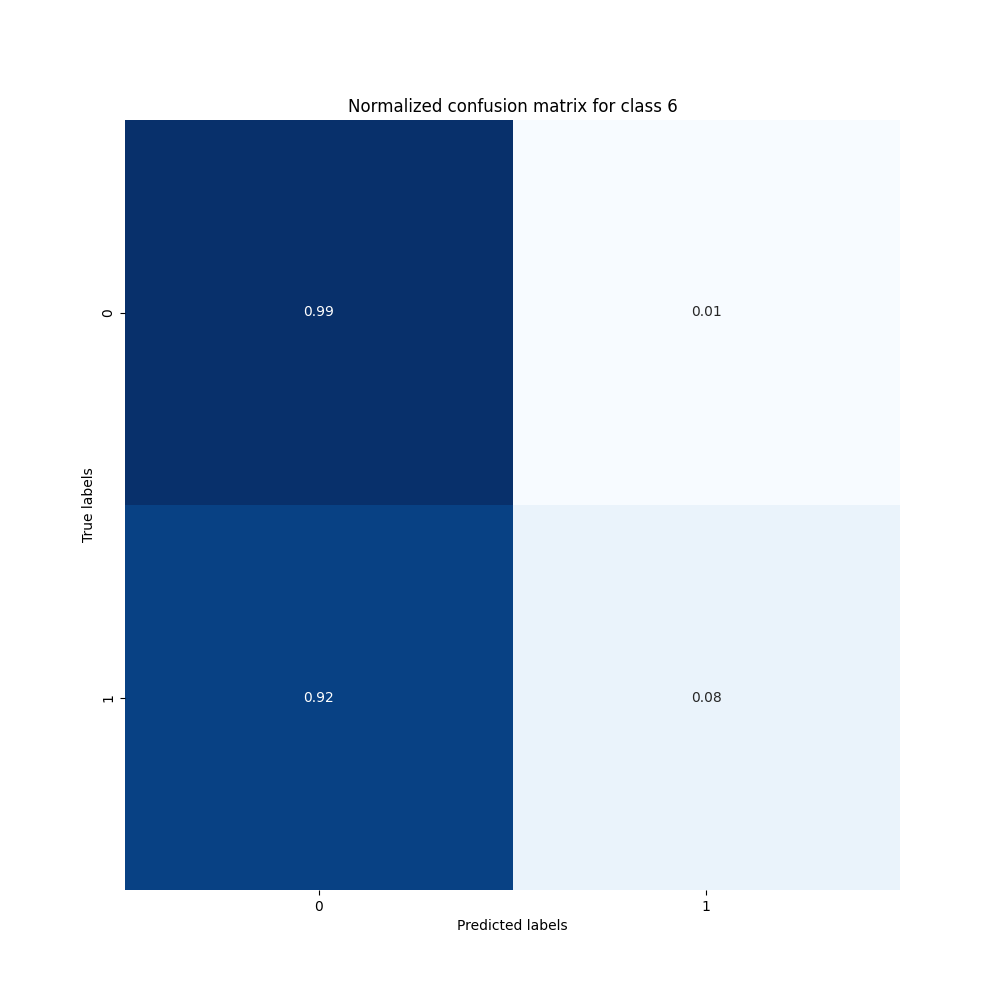 Normalized confusion matrix for class 6
0
0.99
0.01
True labels
1
0.92
0.08
0
1
Predicted labels